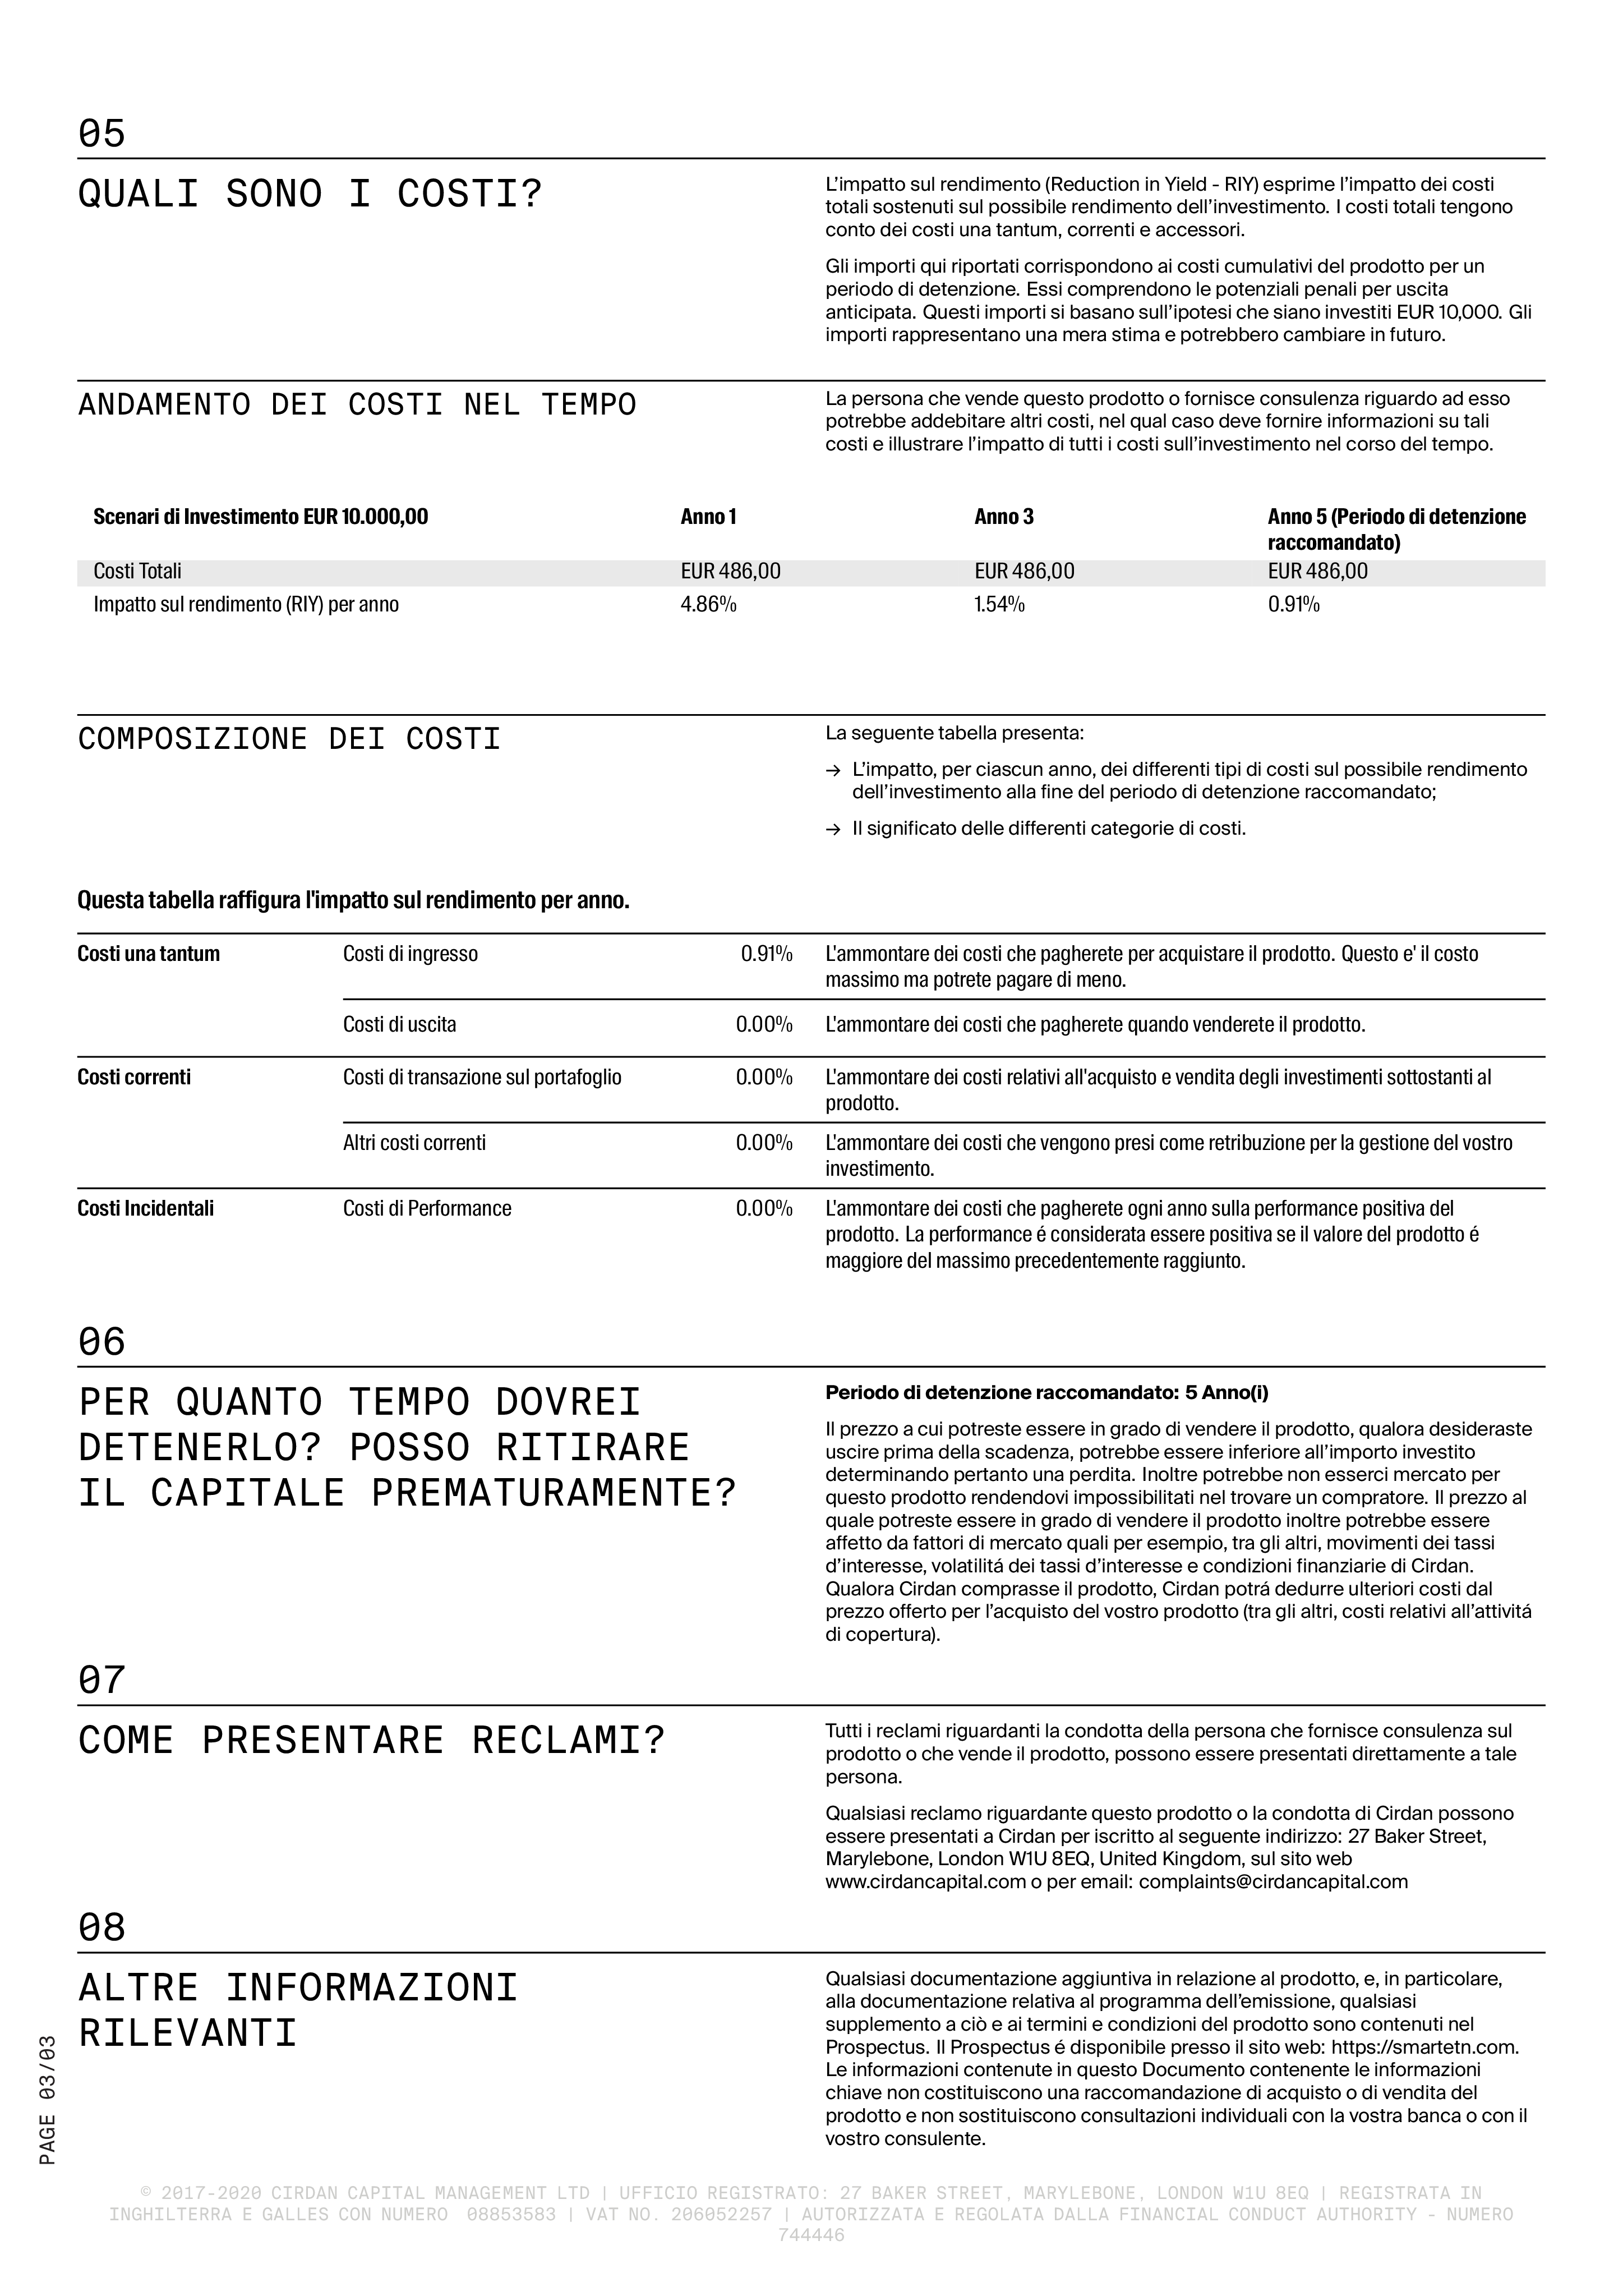 05
QUALI SONO I COSTI?
L’impatto sul rendimento (Reduction in Yield - RIY) esprime l’impatto dei costi
totali sostenuti sul possibile rendimento dell’investimento. I costi totali tengono
conto dei costi una tantum, correnti e accessori.
Gli importi qui riportati corrispondono ai costi cumulativi del prodotto per un
periodo di detenzione. Essi comprendono le potenziali penali per uscita
anticipata. Questi importi si basano sull’ipotesi che siano investiti EUR 10,000. Gli
importi rappresentano una mera stima e potrebbero cambiare in futuro.
ANDAMENTO DEI COSTI NEL TEMPO
La persona che vende questo prodotto o fornisce consulenza riguardo ad esso
potrebbe addebitare altri costi, nel qual caso deve fornire informazioni su tali
costi e illustrare l’impatto di tutti i costi sull’investimento nel corso del tempo.
Scenari di Investimento EUR 10.000,00 Anno 1 Anno 3 Anno 5 (Periodo di detenzione
raccomandato)
Costi Totali EUR 486,00 EUR 486,00 EUR 486,00
Impatto sul rendimento (RIY) per anno 4.86% 1.54% 0.91%
COMPOSIZIONE DEI COSTI
La seguente tabella presenta:
→ L’impatto, per ciascun anno, dei differenti tipi di costi sul possibile rendimento
dell’investimento alla fine del periodo di detenzione raccomandato;
→ Il significato delle differenti categorie di costi.
Questa tabella raffigura l'impatto sul rendimento per anno.
Costi una tantum Costi di ingresso 0.91% L'ammontare dei costi che pagherete per acquistare il prodotto. Questo e' il costo
massimo ma potrete pagare di meno.
Costi di uscita 0.00% L'ammontare dei costi che pagherete quando venderete il prodotto.
Costi correnti Costi di transazione sul portafoglio 0.00% L'ammontare dei costi relativi all'acquisto e vendita degli investimenti sottostanti al
prodotto.
Altri costi correnti 0.00% L'ammontare dei costi che vengono presi come retribuzione per la gestione del vostro
investimento.
Costi Incidentali Costi di Performance 0.00% L'ammontare dei costi che pagherete ogni anno sulla performance positiva del
prodotto. La performance é considerata essere positiva se il valore del prodotto é
maggiore del massimo precedentemente raggiunto.
06
PER QUANTO TEMPO DOVREI
DETENERLO? POSSO RITIRARE
IL CAPITALE PREMATURAMENTE?
Periodo di detenzione raccomandato: 5 Anno(i)
Il prezzo a cui potreste essere in grado di vendere il prodotto, qualora desideraste
uscire prima della scadenza, potrebbe essere inferiore all’importo investito
determinando pertanto una perdita. Inoltre potrebbe non esserci mercato per
questo prodotto rendendovi impossibilitati nel trovare un compratore. Il prezzo al
quale potreste essere in grado di vendere il prodotto inoltre potrebbe essere
affetto da fattori di mercato quali per esempio, tra gli altri, movimenti dei tassi
d’interesse, volatilitá dei tassi d’interesse e condizioni finanziarie di Cirdan.
Qualora Cirdan comprasse il prodotto, Cirdan potrá dedurre ulteriori costi dal
prezzo offerto per l’acquisto del vostro prodotto (tra gli altri, costi relativi all’attivitá
di copertura).
07
COME PRESENTARE RECLAMI?
Tutti i reclami riguardanti la condotta della persona che fornisce consulenza sul
prodotto o che vende il prodotto, possono essere presentati direttamente a tale
persona.
Qualsiasi reclamo riguardante questo prodotto o la condotta di Cirdan possono
essere presentati a Cirdan per iscritto al seguente indirizzo: 27 Baker Street,
Marylebone, London W1U 8EQ, United Kingdom, sul sito web
www.cirdancapital.com o per email: complaints@cirdancapital.com
08
ALTRE INFORMAZIONI
RILEVANTI
Qualsiasi documentazione aggiuntiva in relazione al prodotto, e, in particolare,
alla documentazione relativa al programma dell’emissione, qualsiasi
supplemento a ciò e ai termini e condizioni del prodotto sono contenuti nel
Prospectus. Il Prospectus é disponibile presso il sito web: https://smartetn.com.
Le informazioni contenute in questo Documento contenente le informazioni
chiave non costituiscono una raccomandazione di acquisto o di vendita del
prodotto e non sostituiscono consultazioni individuali con la vostra banca o con il
vostro consulente.
PAGE 03/03
© 2017-2020 CIRDAN CAPITAL MANAGEMENT LTD | UFFICIO REGISTRATO: 27 BAKER STREET, MARYLEBONE, LONDON W1U 8EQ | REGISTRATA IN
INGHILTERRA E GALLES CON NUMERO 08853583 | VAT NO. 206052257 | AUTORIZZATA E REGOLATA DALLA FINANCIAL CONDUCT AUTHORITY - NUMERO
744446